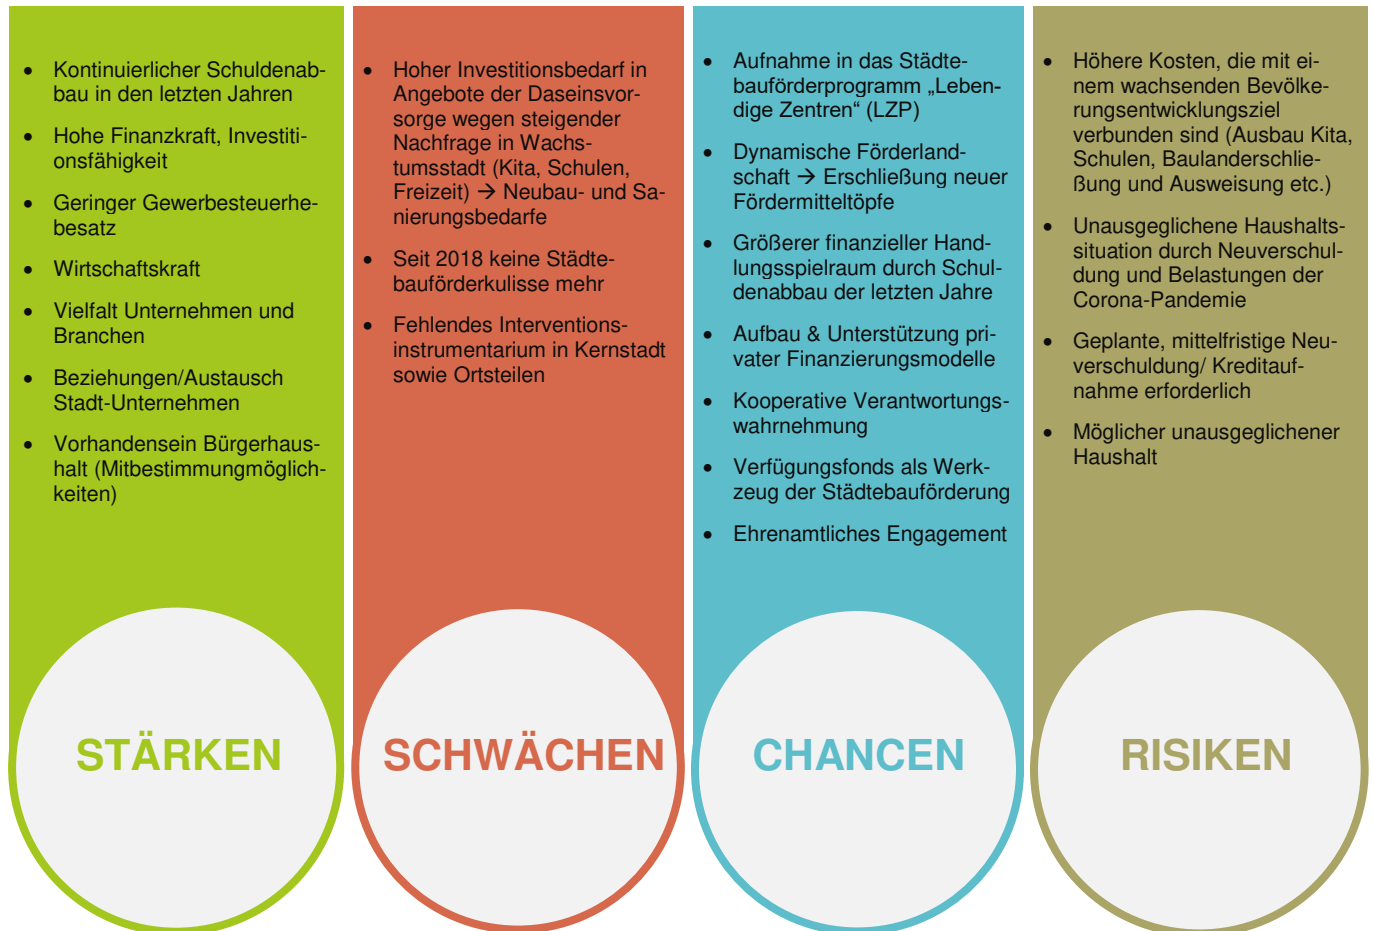 • Kontinuierlicher Schuldenab-
bau in den letzten Jahren
• Hohe Finanzkraft, Investiti-
onsfähigkeit
• Geringer Gewerbesteuerhe-
besatz
• Wirtschaftskraft
• Vielfalt Unternehmen und
Branchen
• Beziehungen/Austausch
Stadt-Unternehmen
• Vorhandensein Bürgerhaus-
halt (Mitbestimmungmöglich-
keiten)
STÄRKEN
• Hoher Investitionsbedarf in
Angebote der Daseinsvor-
sorge wegen steigender
Nachfrage in Wachs-
tumsstadt (Kita, Schulen,
Freizeit) → Neubau- und Sa-
nierungsbedarfe
• Seit 2018 keine Städte-
bauförderkulisse mehr
• Fehlendes Interventions-
instrumentarium in Kernstadt
sowie Ortsteilen
SCHWÄCHEN
• Aufnahme in das Städte-
bauförderprogramm „Leben-
dige Zentren“ (LZP)
• Dynamische Förderland-
schaft → Erschließung neuer
Fördermitteltöpfe
• Größerer finanzieller Hand-
lungsspielraum durch Schul-
denabbau der letzten Jahre
• Aufbau & Unterstützung pri-
vater Finanzierungsmodelle
• Kooperative Verantwortungs-
wahrnehmung
• Verfügungsfonds als Werk-
zeug der Städtebauförderung
• Ehrenamtliches Engagement
CHANCEN
• Höhere Kosten, die mit ei-
nem wachsenden Bevölke-
rungsentwicklungsziel
verbunden sind (Ausbau Kita,
Schulen, Baulanderschlie-
ßung und Ausweisung etc.)
• Unausgeglichene Haushalts-
situation durch Neuverschul-
dung und Belastungen der
Corona-Pandemie
• Geplante, mittelfristige Neu-
verschuldung/ Kreditauf-
nahme erforderlich
• Möglicher unausgeglichener
Haushalt
RISIKEN